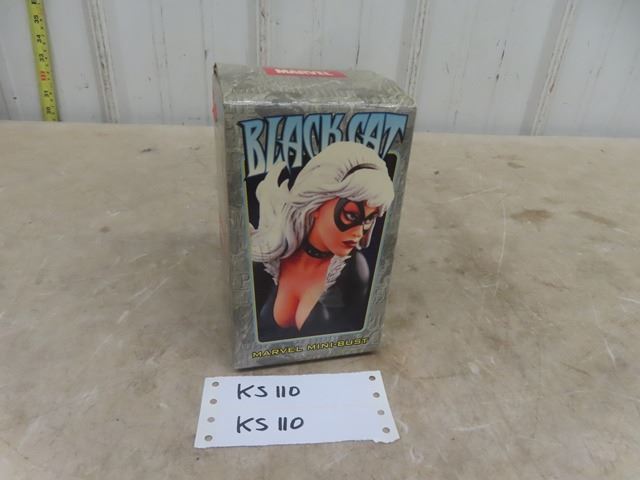 MARVEL
BLACK CAT
MARVEL MINI-BUST
KS 110
KS 110